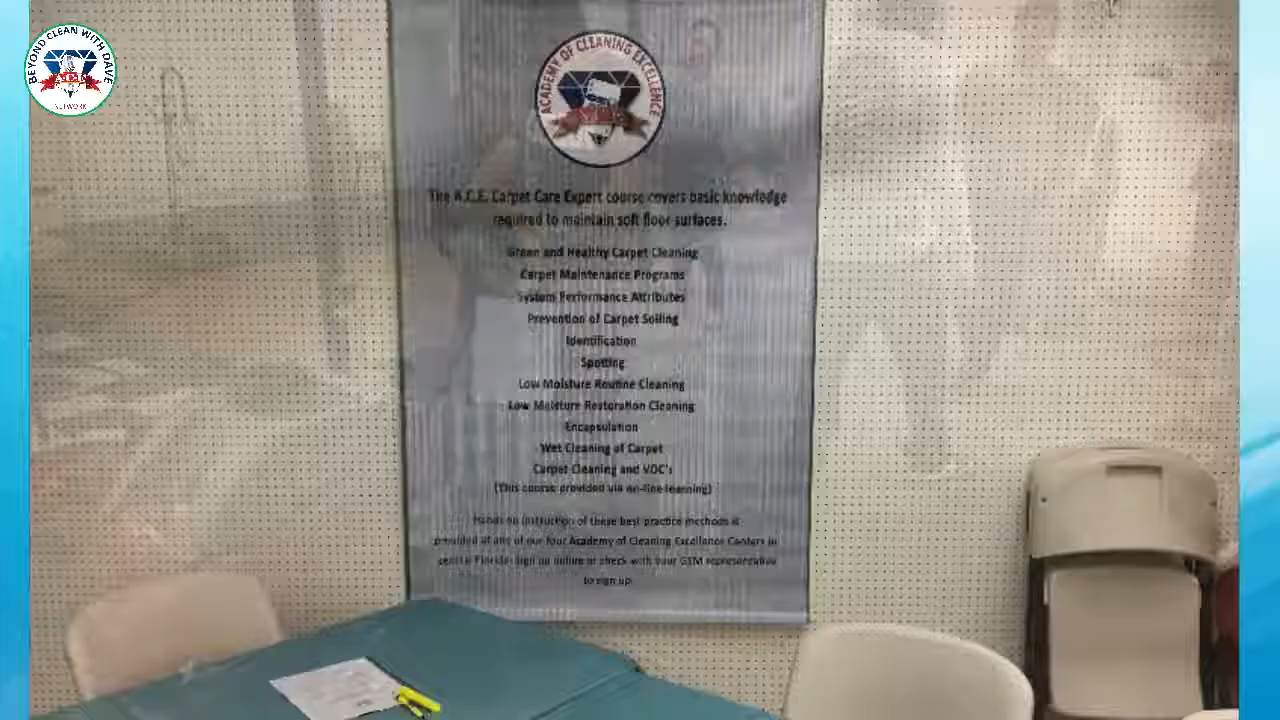 BEYOND CLEAN WITH DAVE
NETWORK
ACADEMY OF CLEANING EXCELLENCE
The A.C.E. Carpet Care Expert course covers basic knowledge
required to maintain soft floor surfaces.
Green and Healthy Carpet Cleaning
Carpet Maintenance Programs
System Performance Attributes
Prevention of Carpet Soiling
Identification
Spotting
Low Moisture Routine Cleaning
Low Moisture Restoration Cleaning
Encapsulation
Wet Cleaning of Carpet
Carpet Cleaning and VOC's
(This course provided via on-line learning)
Hands on instruction of these best practice methods is
provided at any of our four Academy of Cleaning Excellence Centers in
central Florida. Sign up online or check with your GSM representative
to sign up.